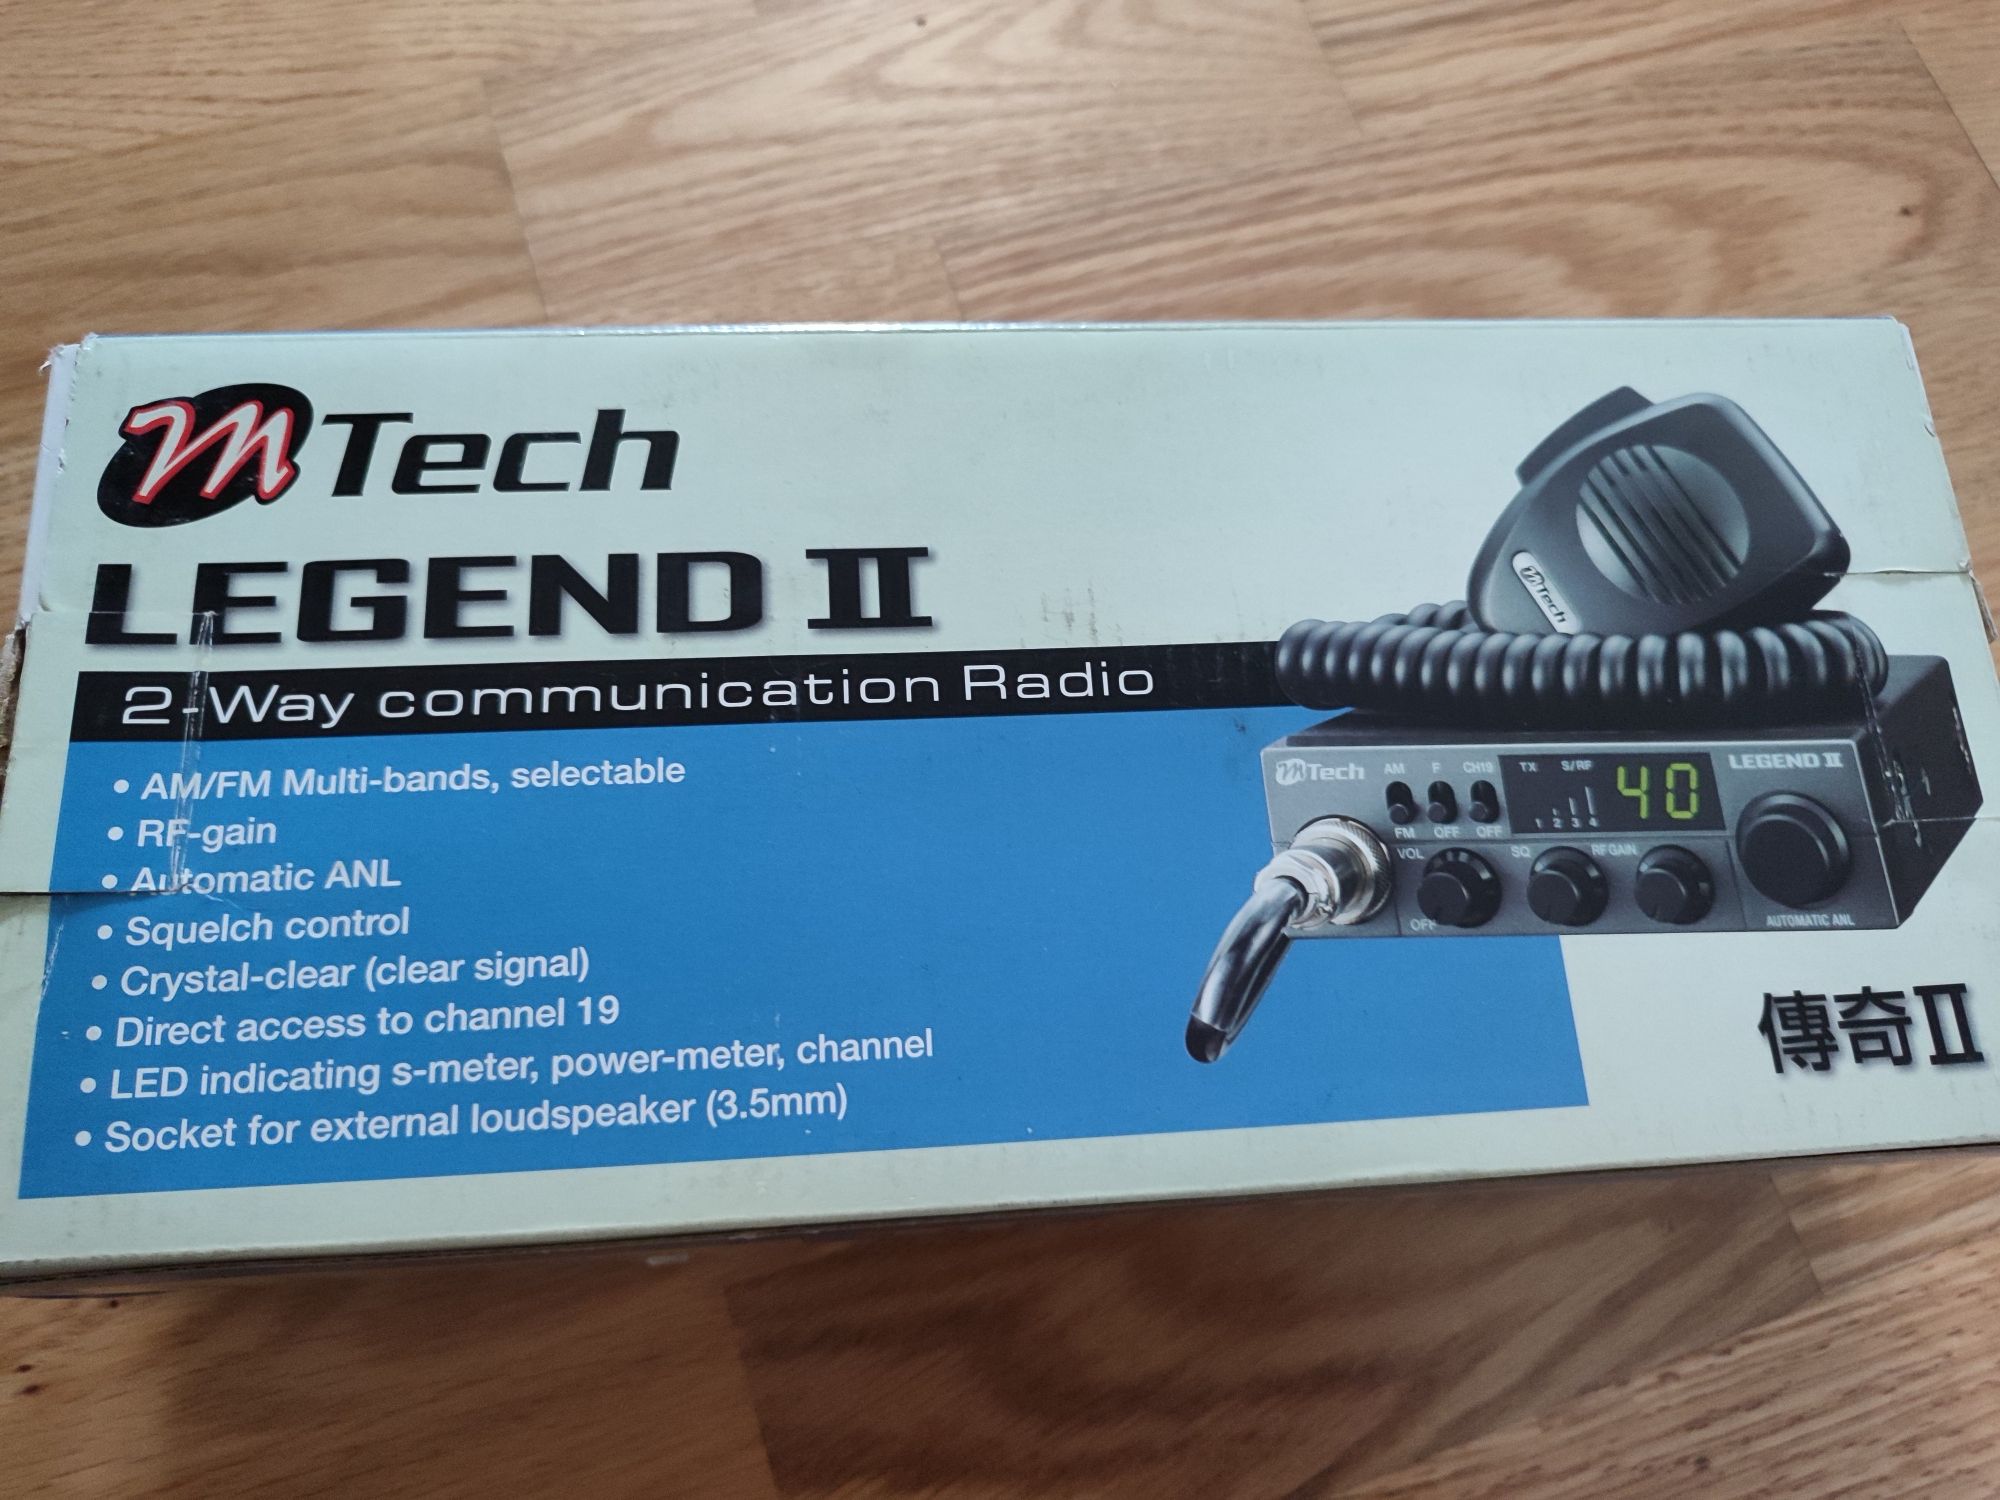 mTech
LEGEND II
2-Way communication Radio
• AM/FM Multi-bands, selectable
• RF-gain
• Automatic ANL
• Squelch control
• Crystal-clear (clear signal)
• Direct access to channel 19
• LED indicating s-meter, power-meter, channel
• Socket for external loudspeaker (3.5mm)
mTech
mTech
AM F CH19
FM OFF OFF
TX S/RF
1 2 3 4
40
LEGEND II
VOL SQ RF GAIN
OFF
AUTOMATIC ANL
傳奇II